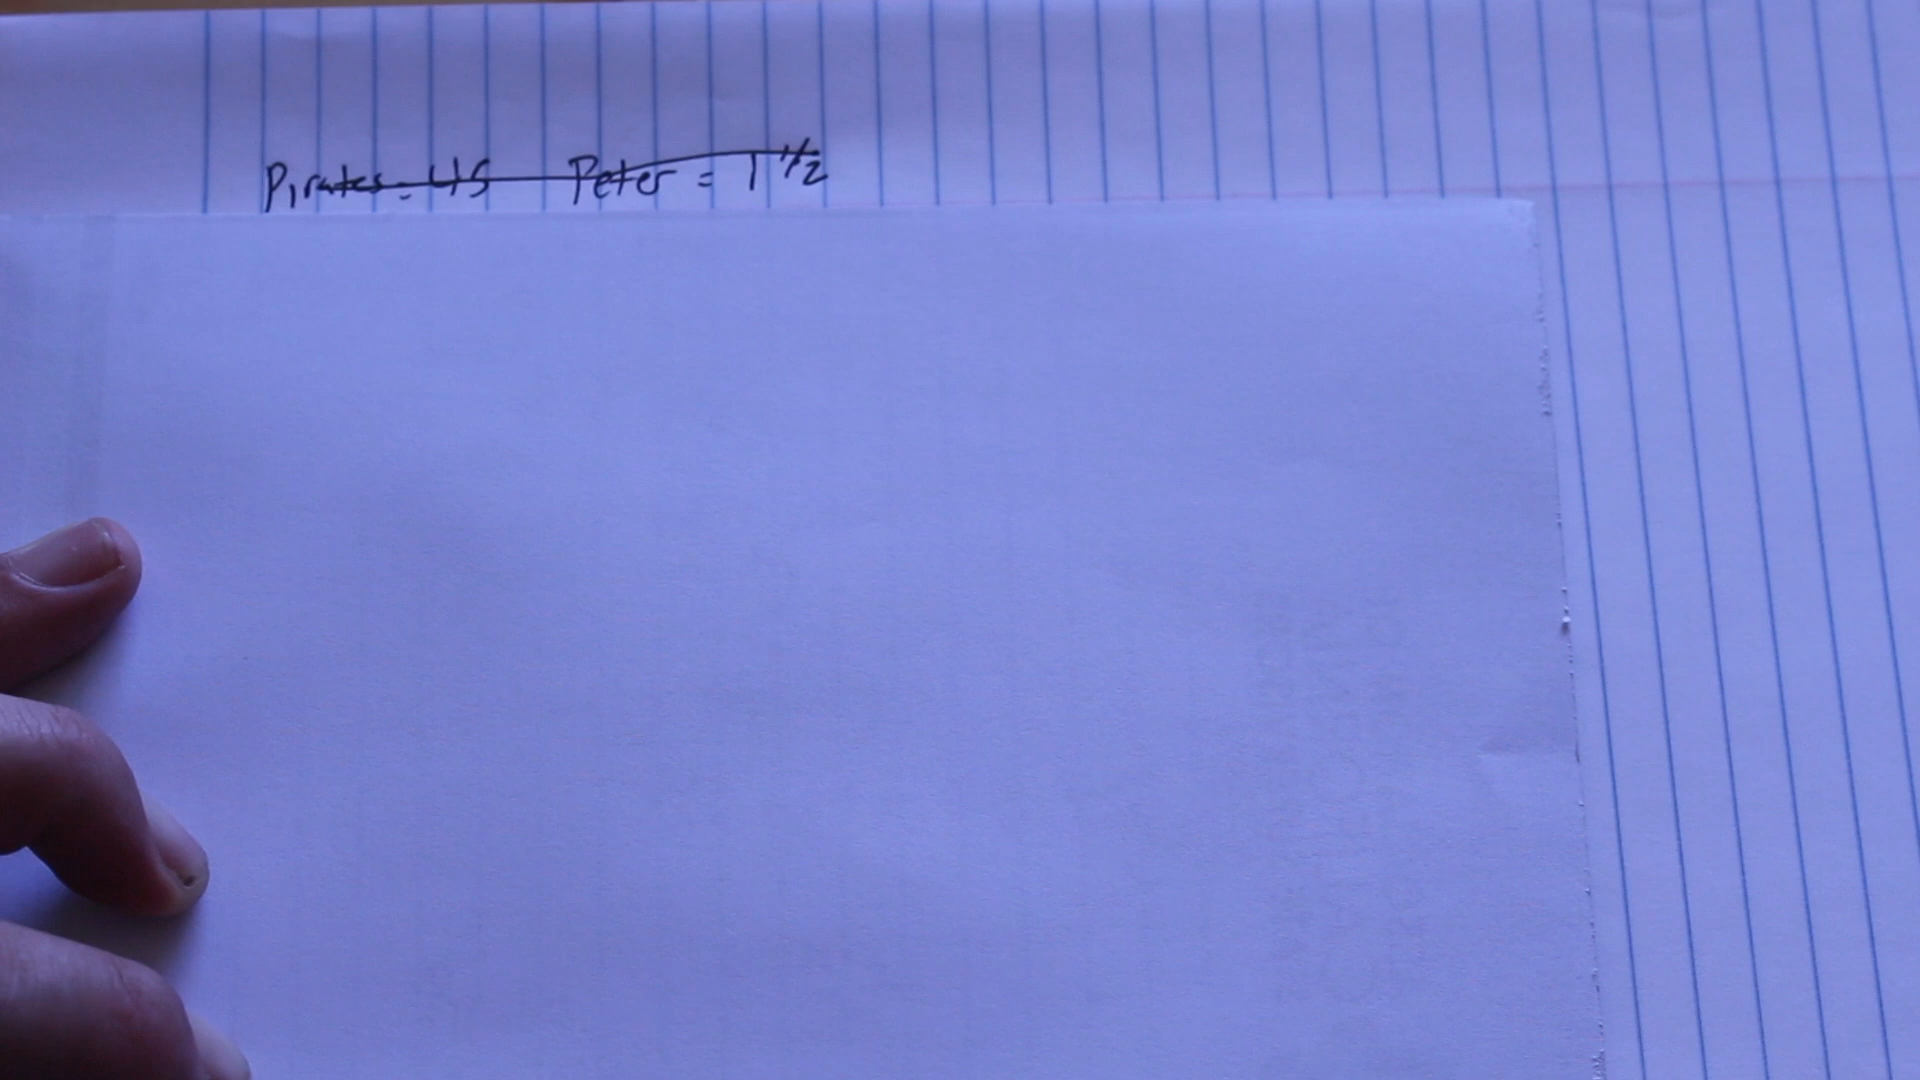 Pirates = 45 Peter = 1 1/2